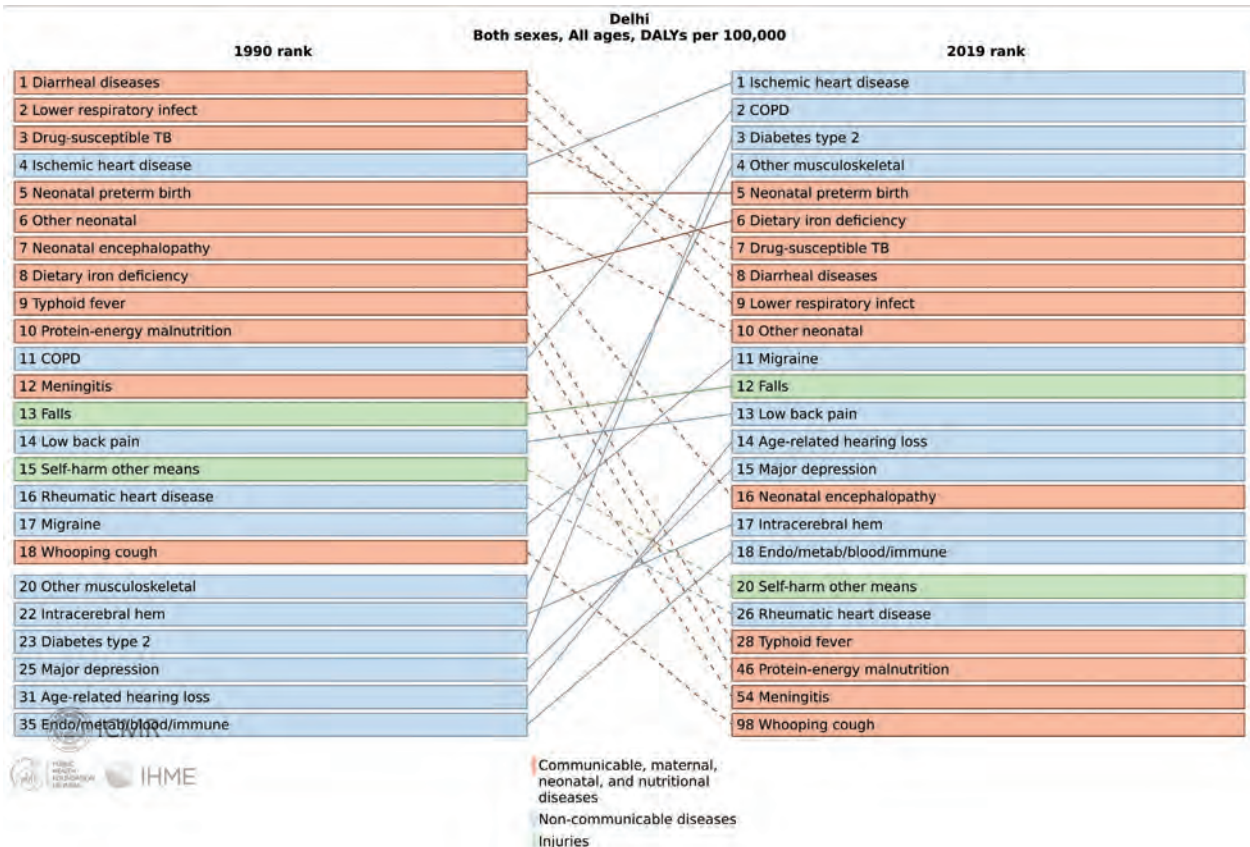 Delhi
Both sexes, All ages, DALYs per 100,000
1990 rank
1 Diarrheal diseases
2 Lower respiratory infect
3 Drug-susceptible TB
4 Ischemic heart disease
5 Neonatal preterm birth
6 Other neonatal
7 Neonatal encephalopathy
8 Dietary iron deficiency
9 Typhoid fever
10 Protein-energy malnutrition
11 COPD
12 Meningitis
13 Falls
14 Low back pain
15 Self-harm other means
16 Rheumatic heart disease
17 Migraine
18 Whooping cough
20 Other musculoskeletal
22 Intracerebral hem
23 Diabetes type 2
25 Major depression
31 Age-related hearing loss
35 Endo/metab/blood/immune
2019 rank
1 Ischemic heart disease
2 COPD
3 Diabetes type 2
4 Other musculoskeletal
5 Neonatal preterm birth
6 Dietary iron deficiency
7 Drug-susceptible TB
8 Diarrheal diseases
9 Lower respiratory infect
10 Other neonatal
11 Migraine
12 Falls
13 Low back pain
14 Age-related hearing loss
15 Major depression
16 Neonatal encephalopathy
17 Intracerebral hem
18 Endo/metab/blood/immune
20 Self-harm other means
26 Rheumatic heart disease
28 Typhoid fever
46 Protein-energy malnutrition
54 Meningitis
98 Whooping cough
ICMR
PUBLIC
HEALTH
FOUNDATION
OF INDIA
IHME
Communicable, maternal,
neonatal, and nutritional
diseases
Non-communicable diseases
Injuries